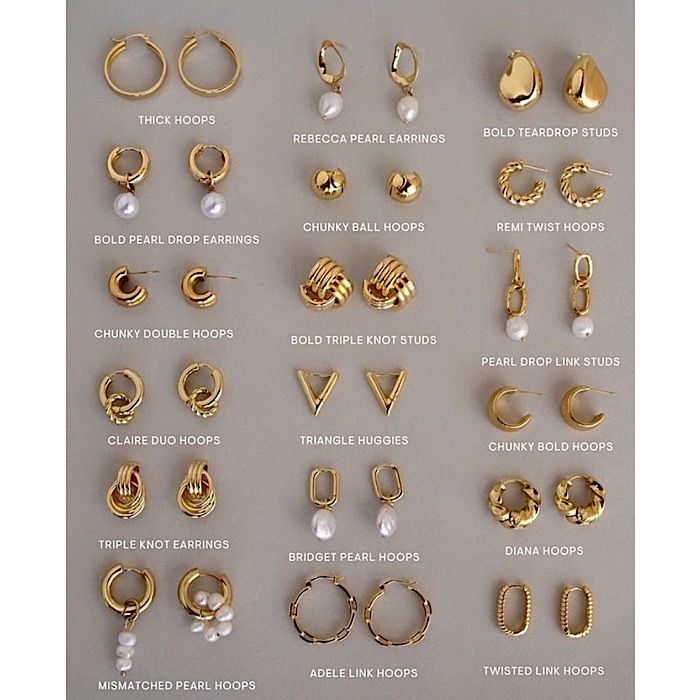 THICK HOOPS
REBECCA PEARL EARRINGS
BOLD TEARDROP STUDS
BOLD PEARL DROP EARRINGS
CHUNKY BALL HOOPS
REMI TWIST HOOPS
CHUNKY DOUBLE HOOPS
BOLD TRIPLE KNOT STUDS
PEARL DROP LINK STUDS
CLAIRE DUO HOOPS
TRIANGLE HUGGIES
CHUNKY BOLD HOOPS
TRIPLE KNOT EARRINGS
BRIDGET PEARL HOOPS
DIANA HOOPS
MISMATCHED PEARL HOOPS
ADELE LINK HOOPS
TWISTED LINK HOOPS